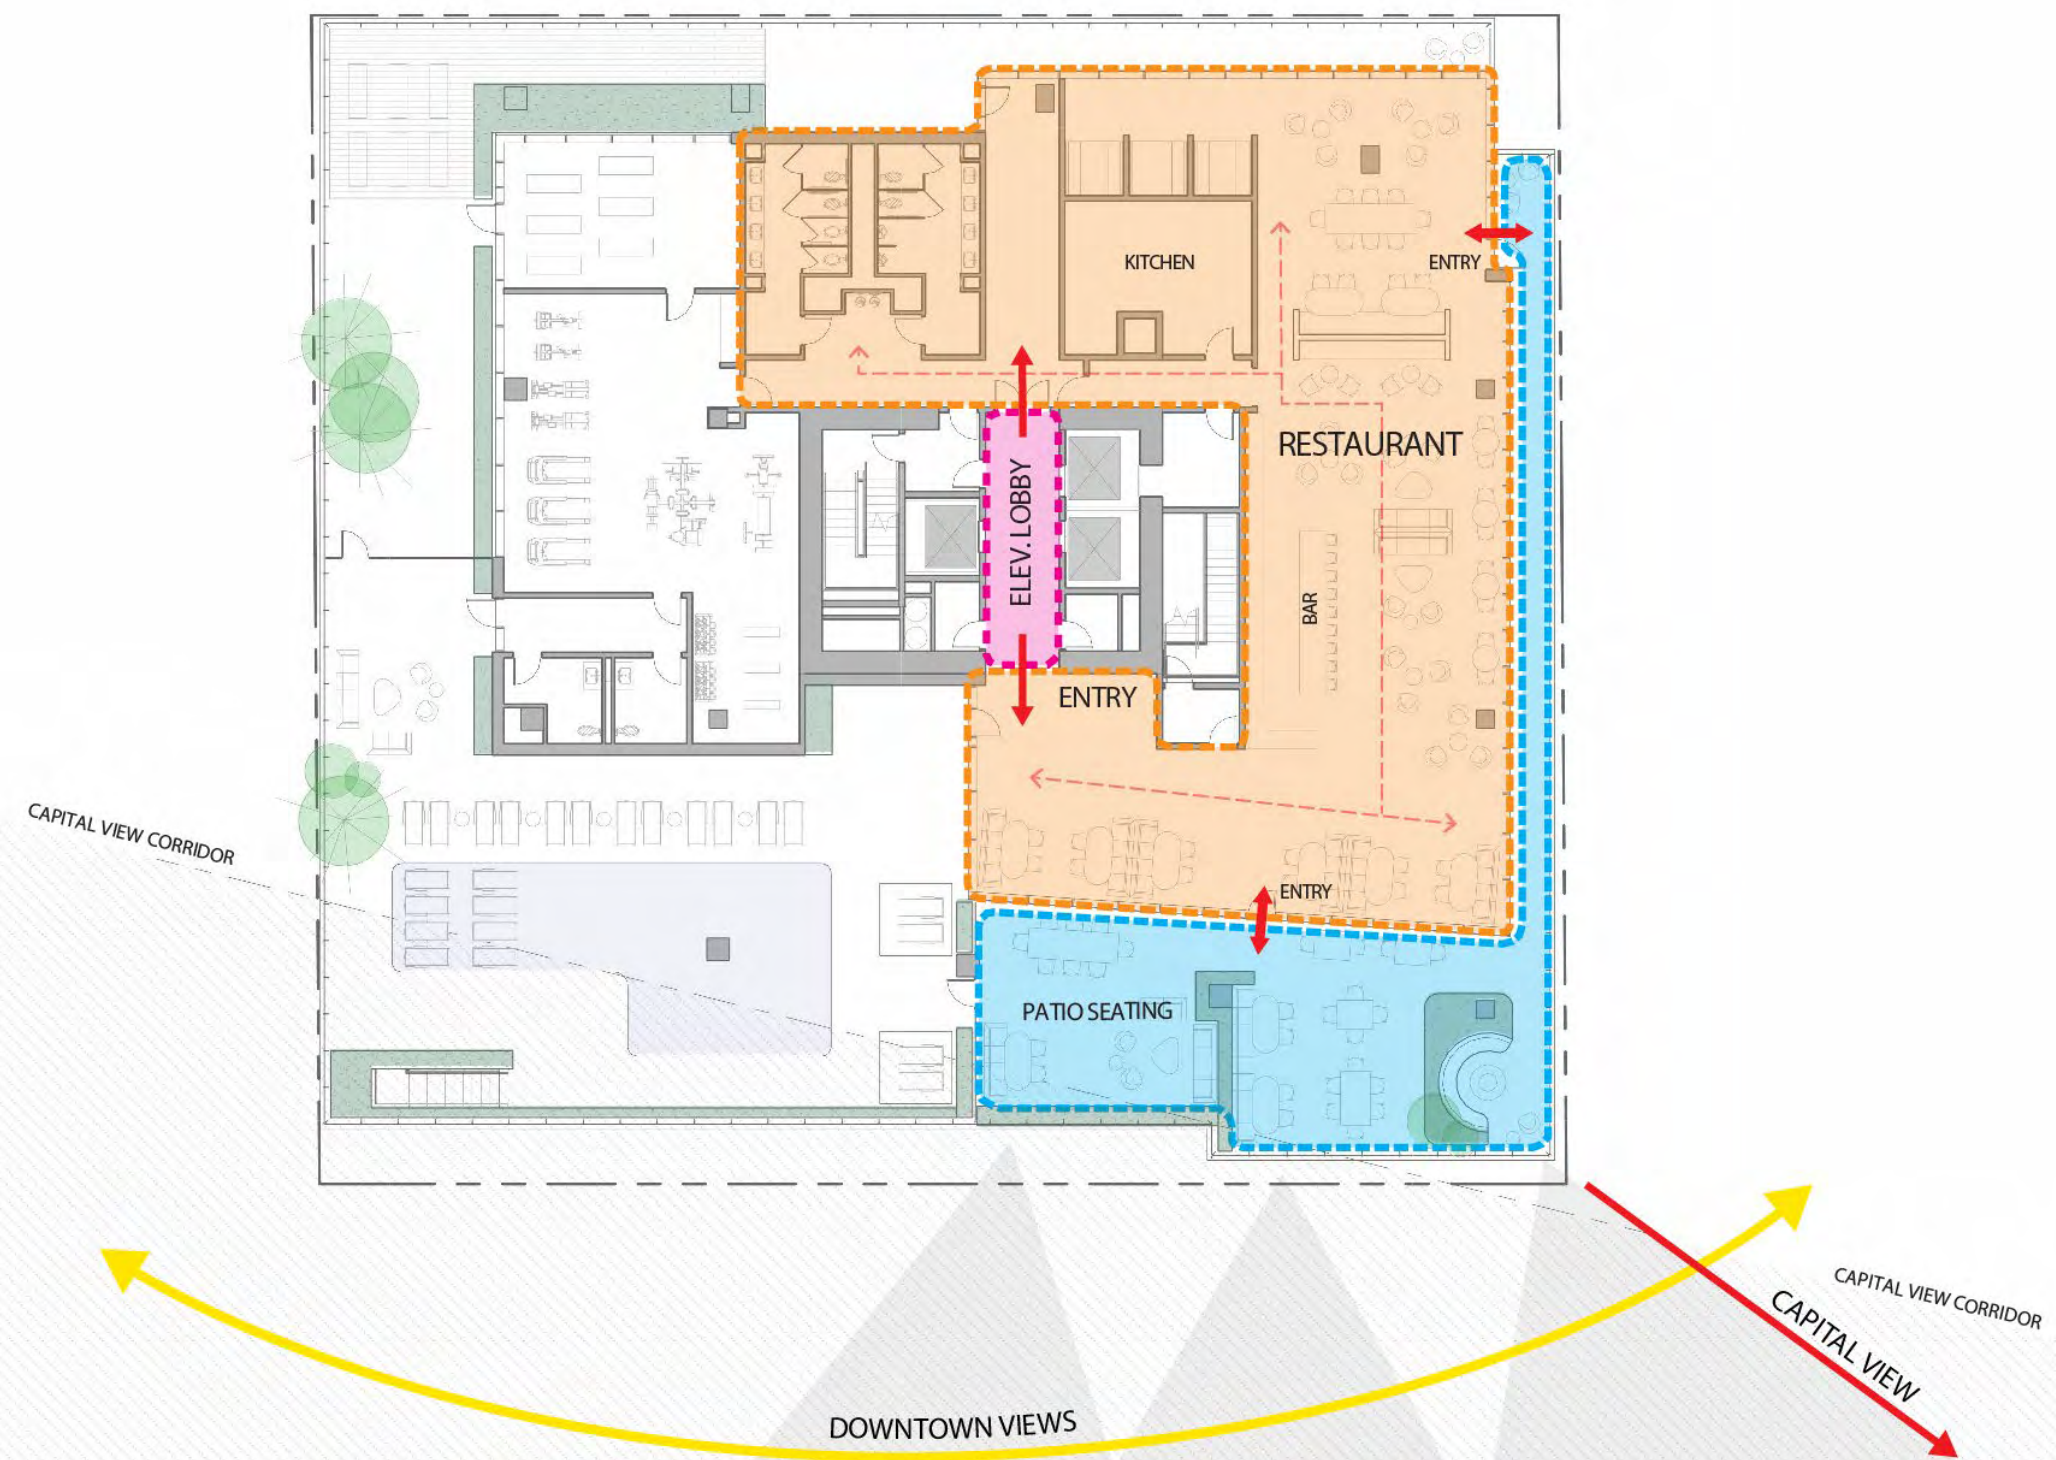 KITCHEN
ENTRY
RESTAURANT
ELEV. LOBBY
BAR
ENTRY
CAPITAL VIEW CORRIDOR
ENTRY
PATIO SEATING
CAPITAL VIEW CORRIDOR
CAPITAL VIEW
DOWNTOWN VIEWS